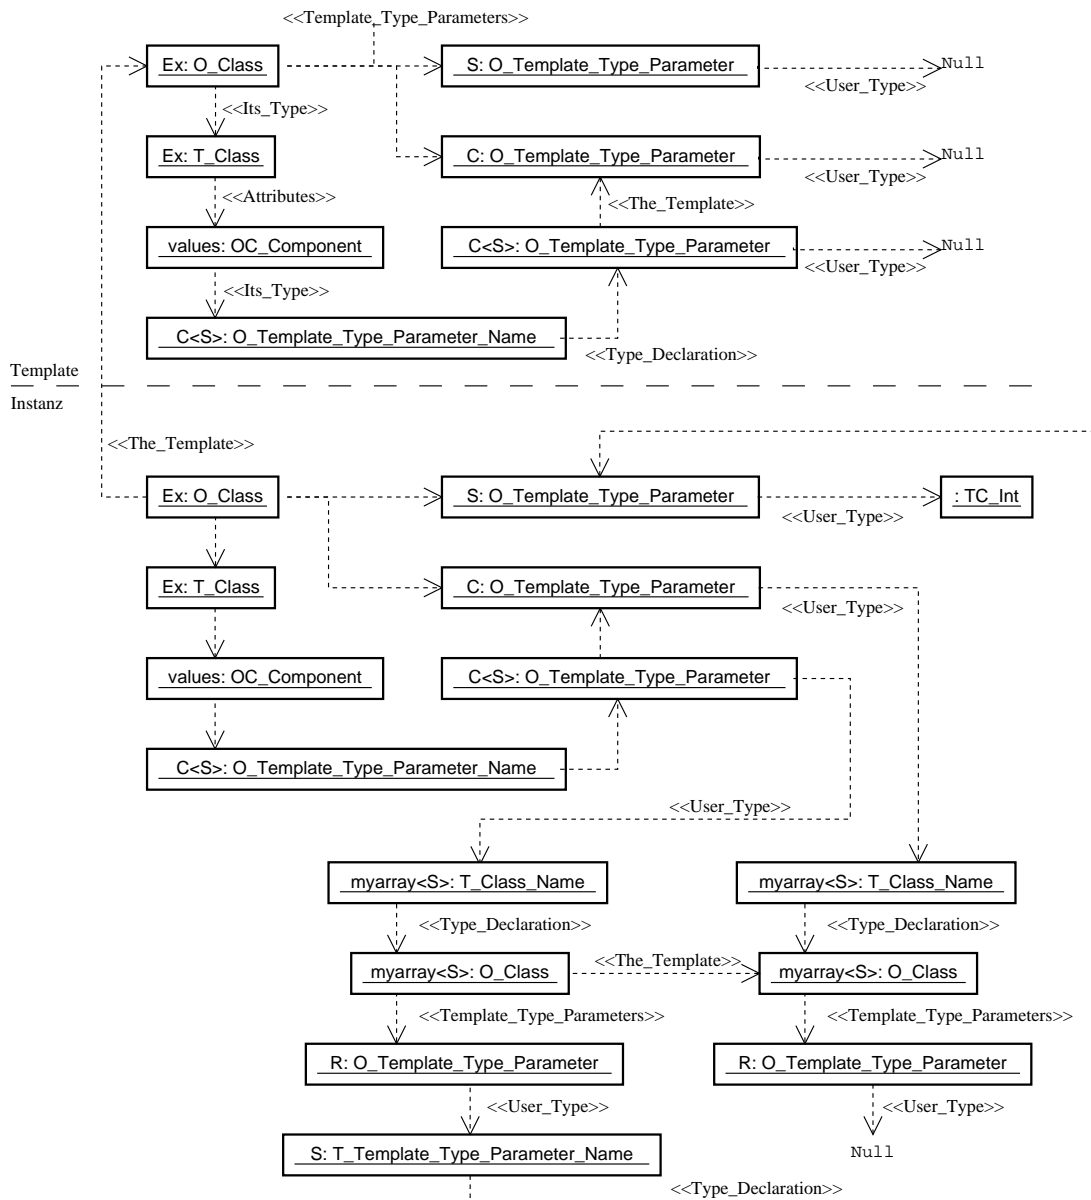 <<Template_Type_Parameters>>
Ex: O_Class
S: O_Template_Type_Parameter
Null
<<User_Type>>
<<Its_Type>>
Ex: T_Class
C: O_Template_Type_Parameter
Null
<<User_Type>>
<<Attributes>>
<<The_Template>>
values: OC_Component
C<S>: O_Template_Type_Parameter
Null
<<User_Type>>
<<Its_Type>>
C<S>: O_Template_Type_Parameter_Name
<<Type_Declaration>>
Template
Instanz
<<The_Template>>
Ex: O_Class
S: O_Template_Type_Parameter
: TC_Int
<<User_Type>>
Ex: T_Class
C: O_Template_Type_Parameter
<<User_Type>>
values: OC_Component
C<S>: O_Template_Type_Parameter
C<S>: O_Template_Type_Parameter_Name
<<User_Type>>
myarray<S>: T_Class_Name
myarray<S>: T_Class_Name
<<Type_Declaration>>
<<Type_Declaration>>
<<The_Template>>
myarray<S>: O_Class
myarray<S>: O_Class
<<Template_Type_Parameters>>
<<Template_Type_Parameters>>
R: O_Template_Type_Parameter
R: O_Template_Type_Parameter
<<User_Type>>
<<User_Type>>
S: T_Template_Type_Parameter_Name
Null
<<Type_Declaration>>